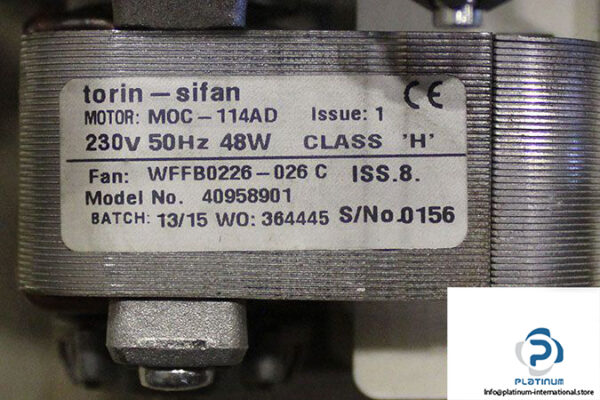 torin-sifan CE
MOTOR: MOC-114AD Issue: 1
230V 50Hz 48W CLASS 'H'
Fan: WFFB0226-026 C ISS.8.
Model No. 40958901
BATCH: 13/15 WO: 364445 S/No.0156
PLATINUM
Info@platinum-international.store